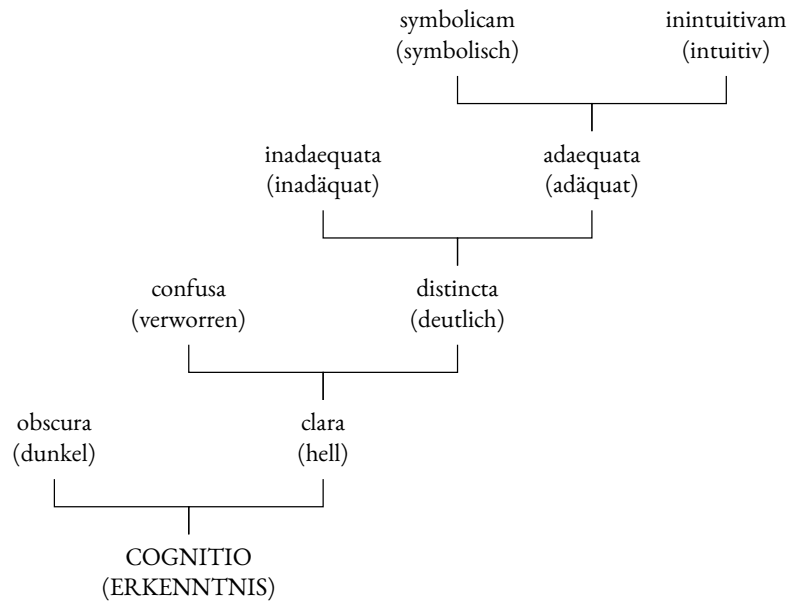 symbolicam
(symbolisch)
inintuitivam
(intuitiv)
inadaequata
(inadäquat)
adaequata
(adäquat)
confusa
(verworren)
distincta
(deutlich)
obscura
(dunkel)
clara
(hell)
COGNITIO
(ERKENNTNIS)